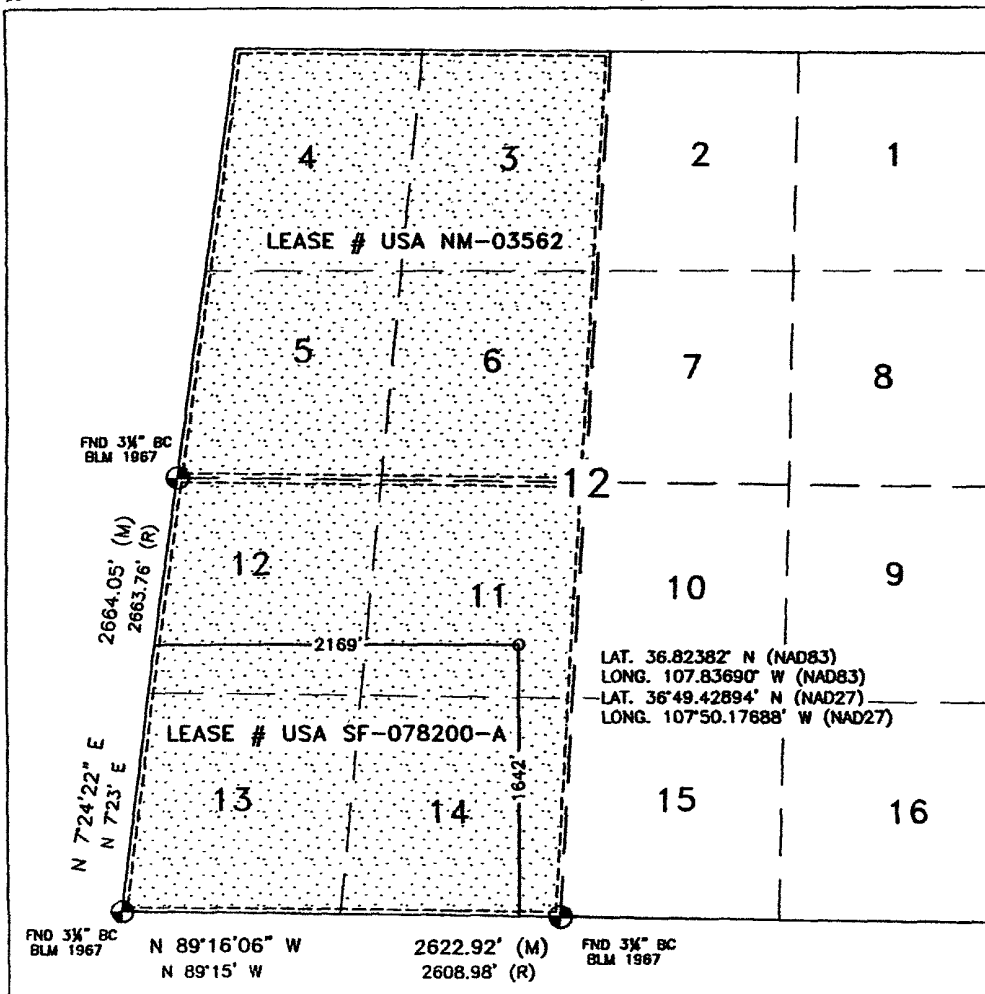 4
3
2
1
LEASE # USA NM-03562
5
6
7
8
FND 3¼" BC
BLM 1967
12
2664.05' (M)
2663.76' (R)
12
11
10
9
2169'
LAT. 36.82382° N (NAD83)
LONG. 107.83690° W (NAD83)
LAT. 36°49.42894' N (NAD27)
LONG. 107°50.17688' W (NAD27)
LEASE # USA SF-078200-A
1642'
N 7°24'22" E
N 7°23' E
13
14
15
16
FND 3¼" BC
BLM 1967
N 89°16'06" W
N 89°15' W
2622.92' (M)
2608.98' (R)
FND 3¼" BC
BLM 1967